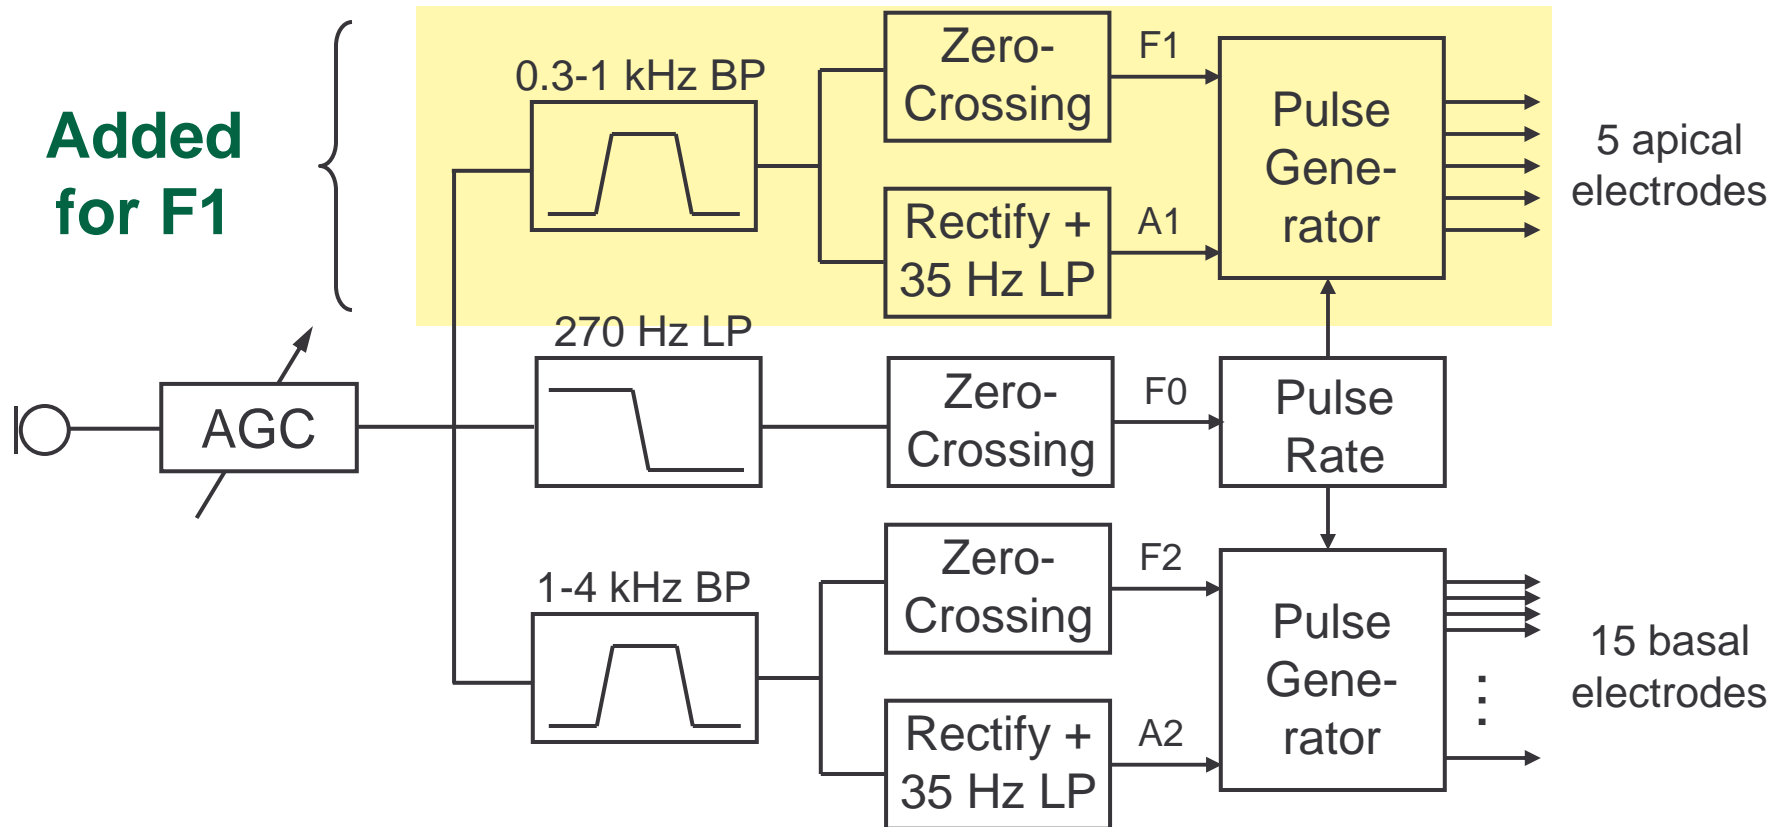 Added
for F1
0.3-1 kHz BP
Zero-
Crossing
F1
Rectify +
35 Hz LP
A1
Pulse
Gene-
rator
5 apical
electrodes
AGC
270 Hz LP
Zero-
Crossing
F0
Pulse
Rate
1-4 kHz BP
Zero-
Crossing
F2
Rectify +
35 Hz LP
A2
Pulse
Gene-
rator
15 basal
electrodes